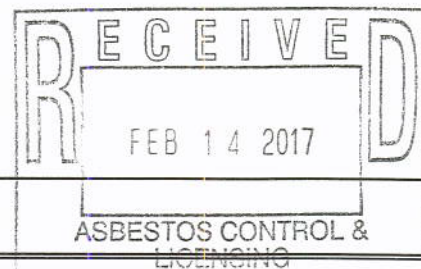 RECEIVED
FEB 14 2017
ASBESTOS CONTROL &
LICENSING